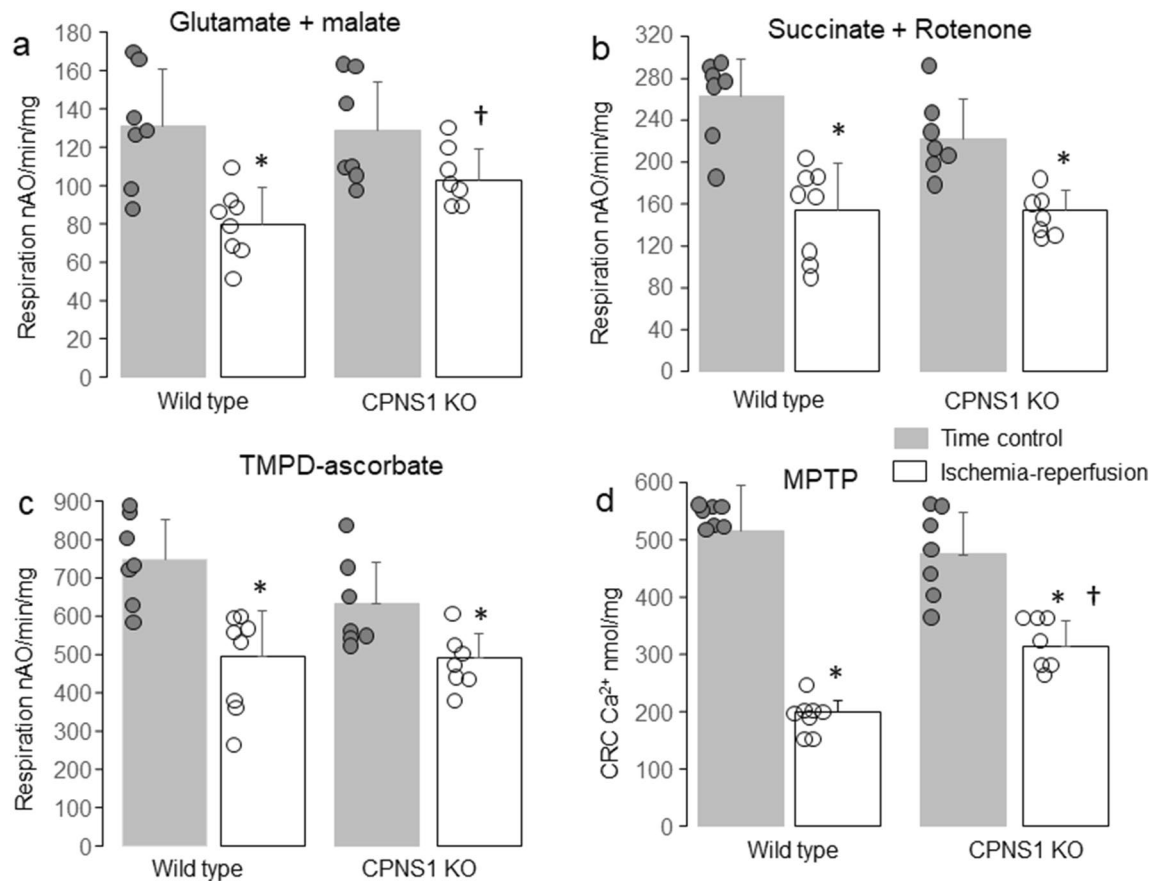 a
Glutamate + malate
Respiration nAO/min/mg
180
160
140
120
100
80
60
40
20
0
*
†
Wild type
CPNS1 KO
b
Succinate + Rotenone
Respiration nAO/min/mg
320
280
240
200
160
120
80
40
0
*
*
Wild type
CPNS1 KO
Time control
Ischemia-reperfusion
c
TMPD-ascorbate
Respiration nAO/min/mg
900
800
700
600
500
400
300
200
100
0
*
*
Wild type
CPNS1 KO
d
MPTP
CRC Ca²⁺ nmol/mg
600
500
400
300
200
100
0
*
* †
Wild type
CPNS1 KO